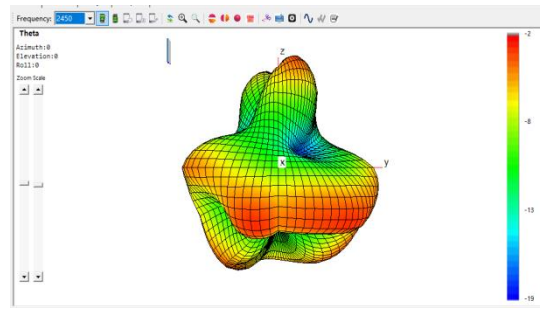 Frequency: 2450
Theta
Azimuth:0
Elevation:0
Roll:0
Zoom Scale
z
x
y
-2
-8
-13
-19